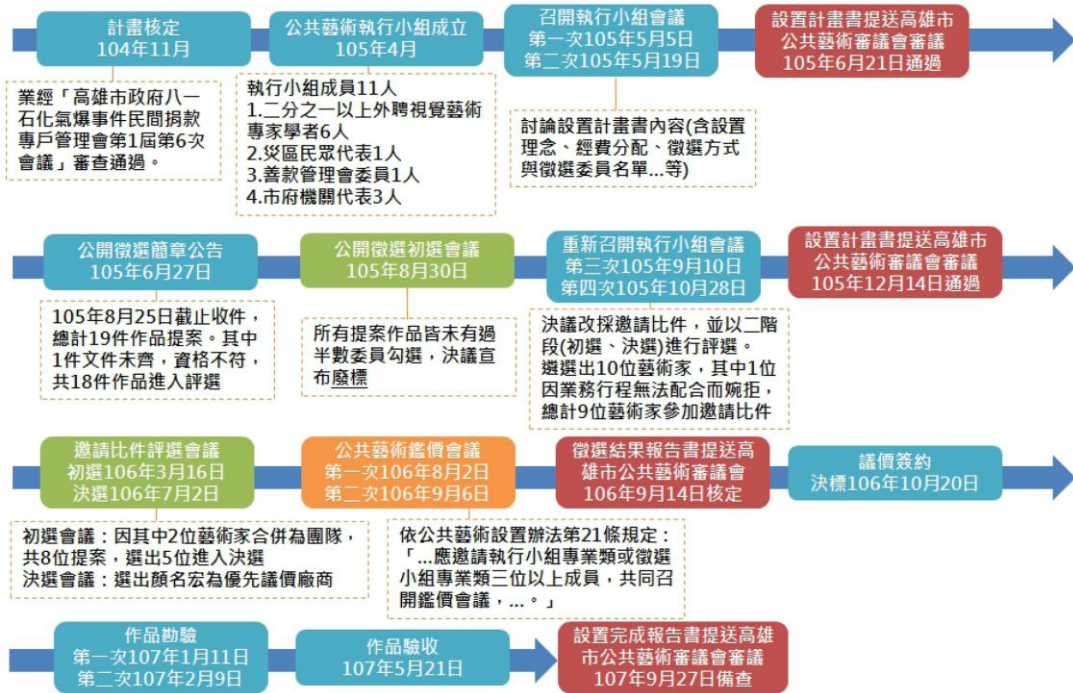 計畫核定
104年11月
公共藝術執行小組成立
105年4月
召開執行小組會議
第一次105年5月5日
第二次105年5月19日
設置計畫書提送高雄市
公共藝術審議會審議
105年6月21日通過
業經「高雄市政府八一
石化氣爆事件民間捐款
專戶管理會第1屆第6次
會議」審查通過。
執行小組成員11人
1.二分之一以上外聘視覺藝術
專家學者6人
2.災區民眾代表1人
3.善款管理會委員1人
4.市府機關代表3人
討論設置計畫書內容(含設置
理念、經費分配、徵選方式
與徵選委員名單...等)
公開徵選簡章公告
105年6月27日
公開徵選初選會議
105年8月30日
重新召開執行小組會議
第三次105年9月10日
第四次105年10月28日
設置計畫書提送高雄市
公共藝術審議會審議
105年12月14日通過
105年8月25日截止收件，
總計19件作品提案。其中
1件文件未齊，資格不符，
共18件作品進入評選
所有提案作品皆未有過
半數委員勾選，決議宣
布廢標
決議改採邀請比件，並以二階
段(初選、決選)進行評選。
遴選出10位藝術家，其中1位
因業務行程無法配合而婉拒，
總計9位藝術家參加邀請比件
邀請比件評選會議
初選106年3月16日
決選106年7月2日
公共藝術鑑價會議
第一次106年8月2日
第二次106年9月6日
徵選結果報告書提送高
雄市公共藝術審議會
106年9月14日核定
議價簽約
決標106年10月20日
初選會議：因其中2位藝術家合併為團隊，
共8位提案，選出5位進入決選
決選會議：選出顏名宏為優先議價廠商
依公共藝術設置辦法第21條規定：
「...應邀請執行小組專業類或徵選
小組專業類三位以上成員，共同召
開鑑價會議，...。」
作品勘驗
第一次107年1月11日
第二次107年2月9日
作品驗收
107年5月21日
設置完成報告書提送高雄
市公共藝術審議會審議
107年9月27日備查